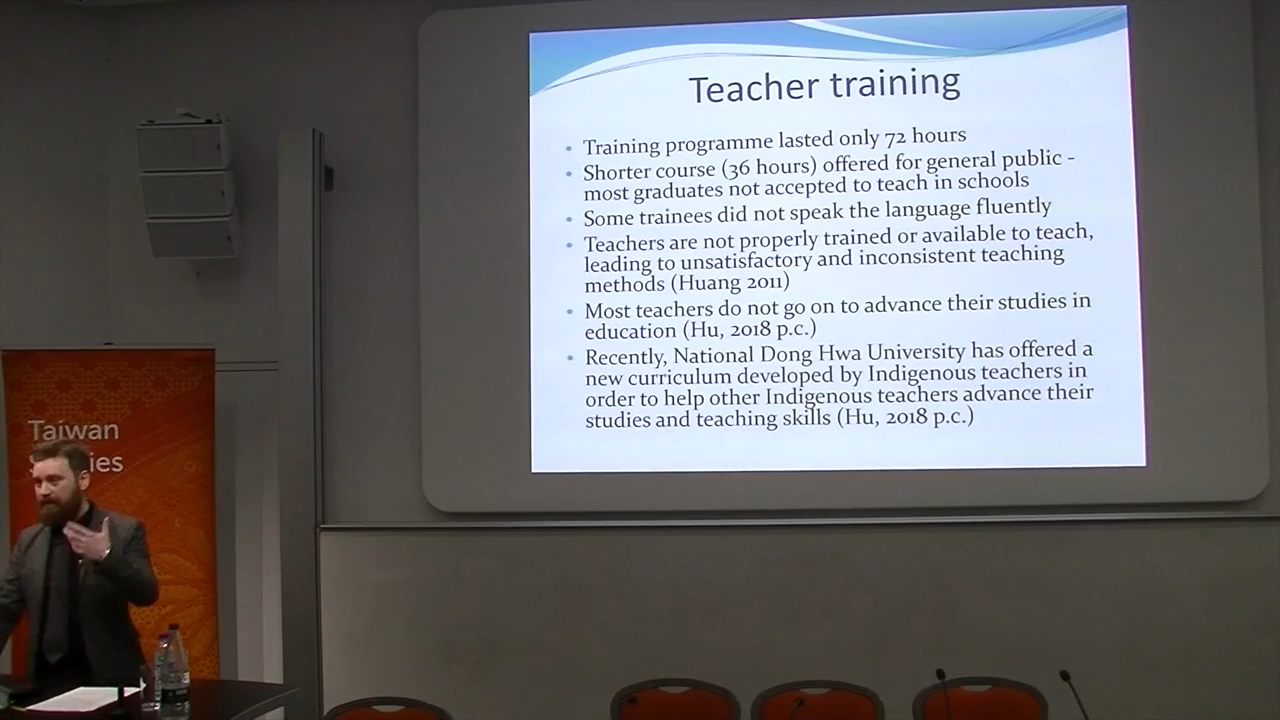 Teacher training
• Training programme lasted only 72 hours
• Shorter course (36 hours) offered for general public -
most graduates not accepted to teach in schools
• Some trainees did not speak the language fluently
• Teachers are not properly trained or available to teach,
leading to unsatisfactory and inconsistent teaching
methods (Huang 2011)
• Most teachers do not go on to advance their studies in
education (Hu, 2018 p.c.)
• Recently, National Dong Hwa University has offered a
new curriculum developed by Indigenous teachers in
order to help other Indigenous teachers advance their
studies and teaching skills (Hu, 2018 p.c.)
Taiwan